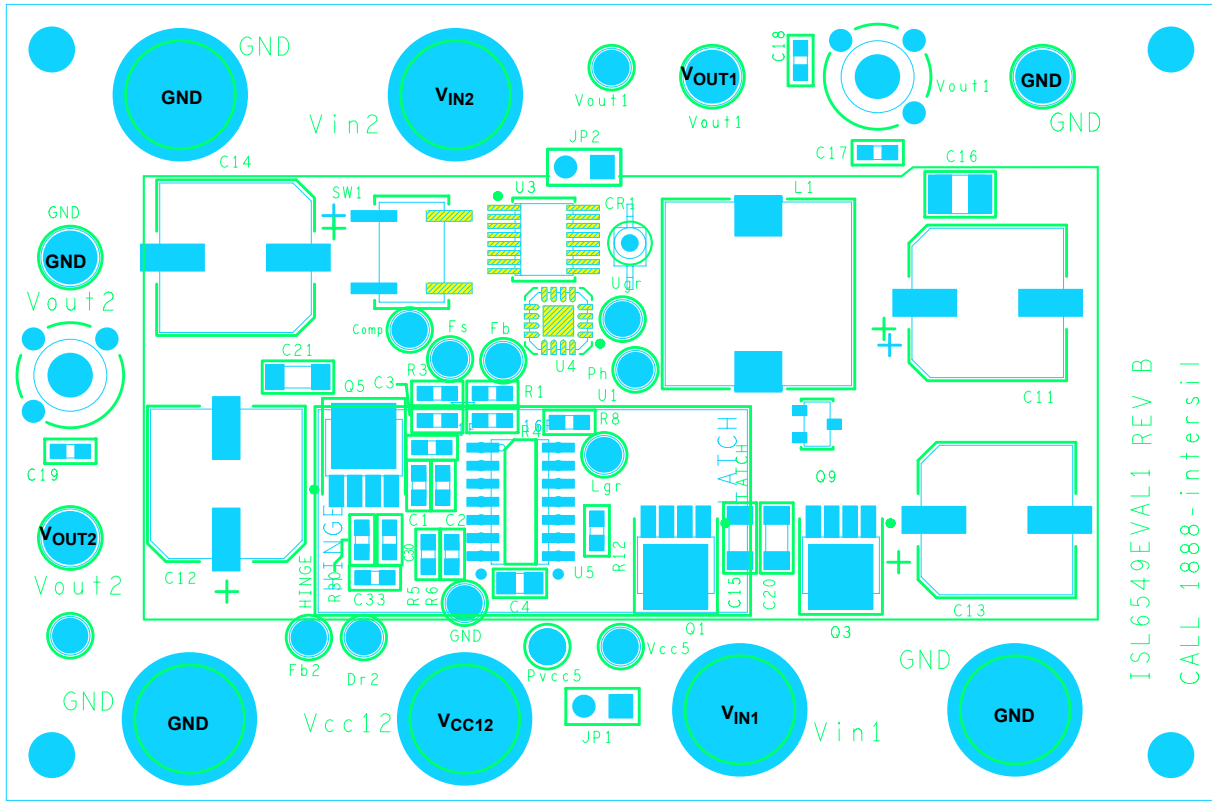 GND
GND
VIN2
Vin2
Vout1
VOUT1
Vout1
C18
Vout1
GND
GND
C14
JP2
C17
C16
SW1
U3
CR1
L1
GND
GND
Vout2
Ugr
Comp
Fs
Fb
U4
Ph
U1
C21
R3
C3
R1
Q5
R4
R8
C11
C19
LATCH
LATCH
Q9
Lgr
HINGE
HINGE
C1
C2
VOUT2
Vout2
C12
C30
R5
R6
U5
R12
C15
C20
C33
C4
C13
GND
Q1
Q3
Fb2
Dr2
Pvcc5
Vcc5
GND
GND
Vcc12
VCC12
JP1
VIN1
Vin1
GND
GND
ISL6549EVAL1 REV B
CALL 1888-intersil